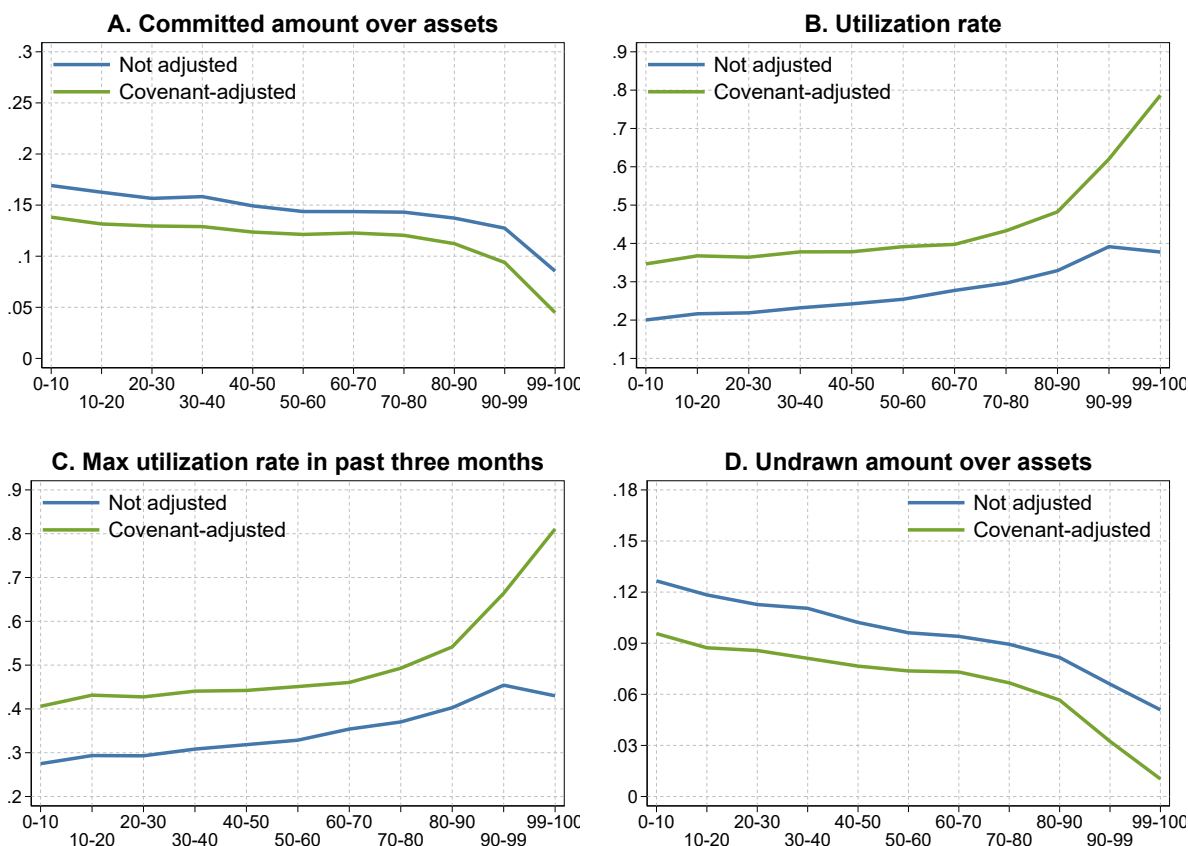 A. Committed amount over assets
Not adjusted
Covenant-adjusted
.3
.25
.2
.15
.1
.05
0
0-10 20-30 40-50 60-70 80-90 99-100
10-20 30-40 50-60 70-80 90-99
B. Utilization rate
Not adjusted
Covenant-adjusted
.9
.8
.7
.6
.5
.4
.3
.2
.1
0-10 20-30 40-50 60-70 80-90 99-100
10-20 30-40 50-60 70-80 90-99
C. Max utilization rate in past three months
Not adjusted
Covenant-adjusted
.9
.8
.7
.6
.5
.4
.3
.2
0-10 20-30 40-50 60-70 80-90 99-100
10-20 30-40 50-60 70-80 90-99
D. Undrawn amount over assets
Not adjusted
Covenant-adjusted
.18
.15
.12
.09
.06
.03
0
0-10 20-30 40-50 60-70 80-90 99-100
10-20 30-40 50-60 70-80 90-99